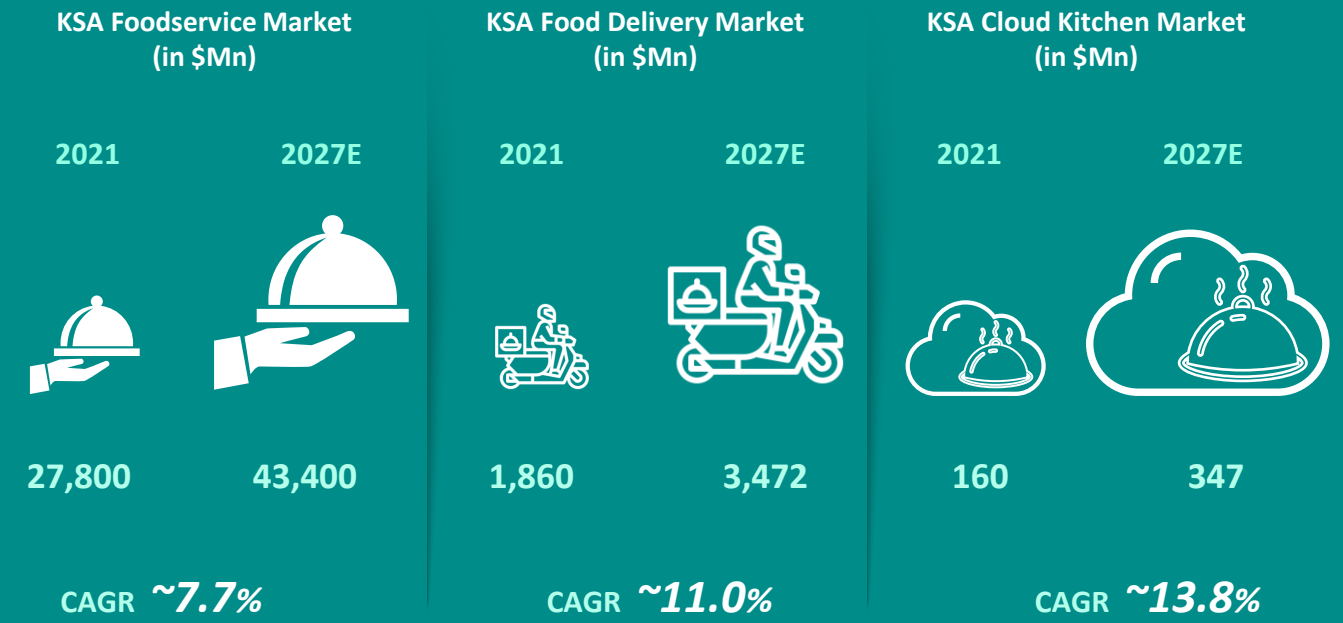 KSA Foodservice Market
(in $Mn)
2021 2027E
27,800 43,400
CAGR ~7.7%
KSA Food Delivery Market
(in $Mn)
2021 2027E
1,860 3,472
CAGR ~11.0%
KSA Cloud Kitchen Market
(in $Mn)
2021 2027E
160 347
CAGR ~13.8%